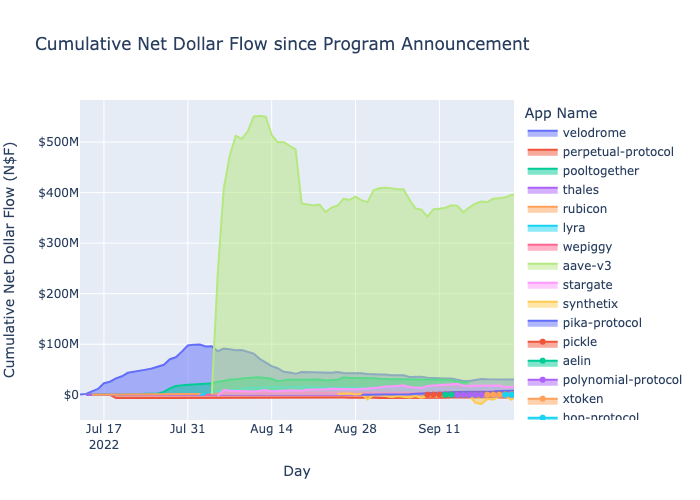 Cumulative Net Dollar Flow since Program Announcement
Cumulative Net Dollar Flow (N$F)
$500M
$400M
$300M
$200M
$100M
$0
Jul 17
2022
Jul 31
Aug 14
Aug 28
Sep 11
Day
App Name
velodrome
perpetual-protocol
pooltogether
thales
rubicon
lyra
wepiggy
aave-v3
stargate
synthetix
pika-protocol
pickle
aelin
polynomial-protocol
xtoken
hop-protocol